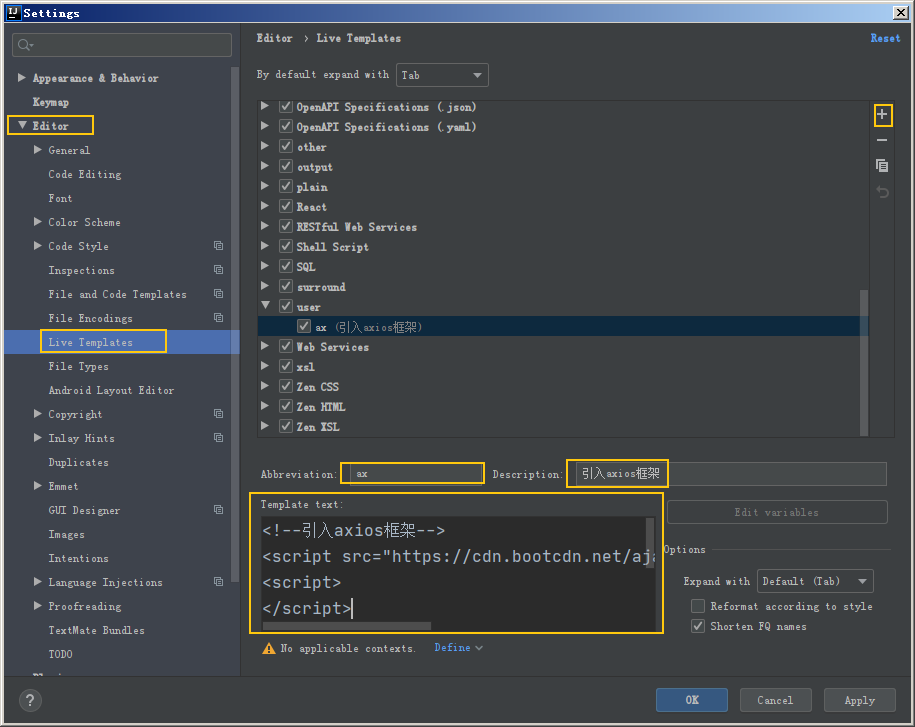 Settings
Editor › Live Templates
Reset
Appearance & Behavior
Keymap
Editor
General
Code Editing
Font
Color Scheme
Code Style
Inspections
File and Code Templates
File Encodings
Live Templates
File Types
Android Layout Editor
Copyright
Inlay Hints
Duplicates
Emmet
GUI Designer
Images
Intentions
Language Injections
Proofreading
TextMate Bundles
TODO
By default expand with Tab
OpenAPI Specifications (.json)
OpenAPI Specifications (.yaml)
other
output
plain
React
RESTful Web Services
Shell Script
SQL
surround
user
ax (引入axios框架)
Web Services
xsl
Zen CSS
Zen HTML
Zen XSL
Abbreviation: ax Description: 引入axios框架
Template text:
<!--引入axios框架-->
<script src="https://cdn.bootcdn.net/aja
<script>
</script>
Edit variables
Options
Expand with Default (Tab)
Reformat according to style
Shorten FQ names
No applicable contexts. Define
? OK Cancel Apply